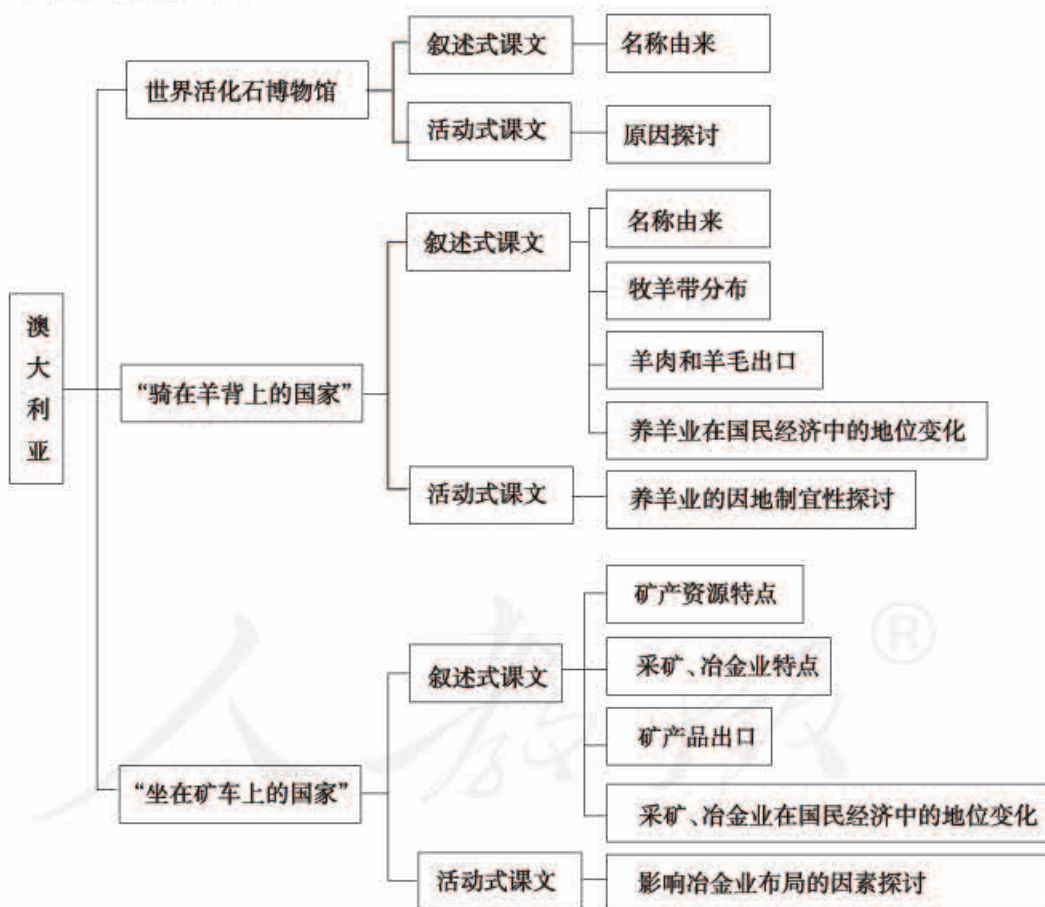 澳大利亚
世界活化石博物馆
叙述式课文
名称由来
活动式课文
原因探讨
“骑在羊背上的国家”
叙述式课文
名称由来
牧羊带分布
羊肉和羊毛出口
养羊业在国民经济中的地位变化
活动式课文
养羊业的因地制宜性探讨
“坐在矿车上的国家”
叙述式课文
矿产资源特点
采矿、冶金业特点
矿产品出口
采矿、冶金业在国民经济中的地位变化
活动式课文
影响冶金业布局的因素探讨
人教版®